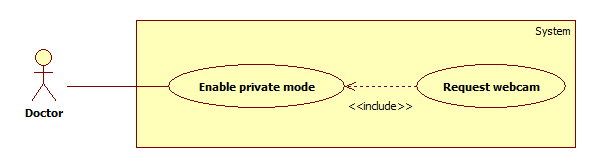 System
Enable private mode
Request webcam
<<include>>
Doctor